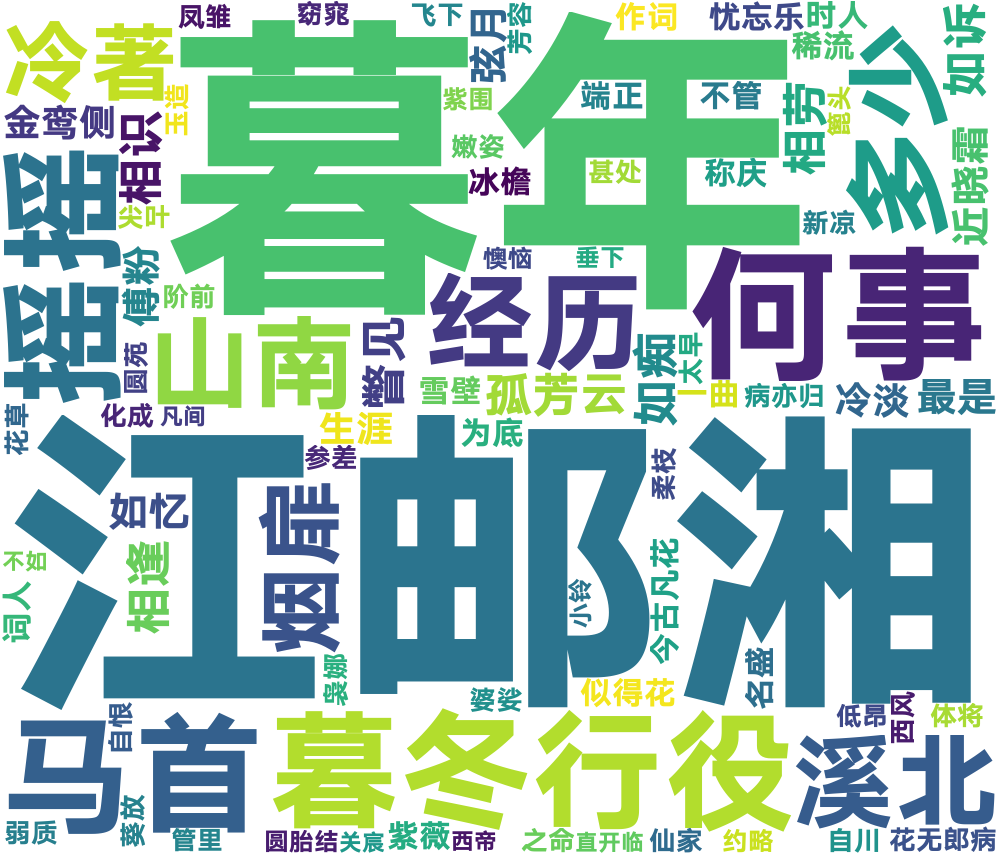 凤雏
窈窕
飞下
弦月
芳容
作词
忧忘乐
时人
稀流
如诉
冷著
暮年
多少
金鸾侧
玉造
相识
紫围
端正
不管
相劳
篦头
嫩姿
冰檐
甚处
称庆
近晓霜
摇摇
尖叶
傅粉
新凉
懊恼
垂下
何事
阶前
经历
山南
瞥见
圆苑
雪壁
孤芳云
如痴
太早
一曲
病亦归
冷淡
最是
花草
化成
凡间
生涯
参差
为底
柔枝
江邮湘
如忆
烟扉
相逢
不如
词人
小铃
今古凡花
袅娜
婆娑
似得花
名盛
自恨
低昂
西风
体将
马首
暮冬行役
溪北
葵放
弱质
管里
圆胎结
关宸
紫薇
西帝
之命
直开临
仙家
约略
自川
花无郎病